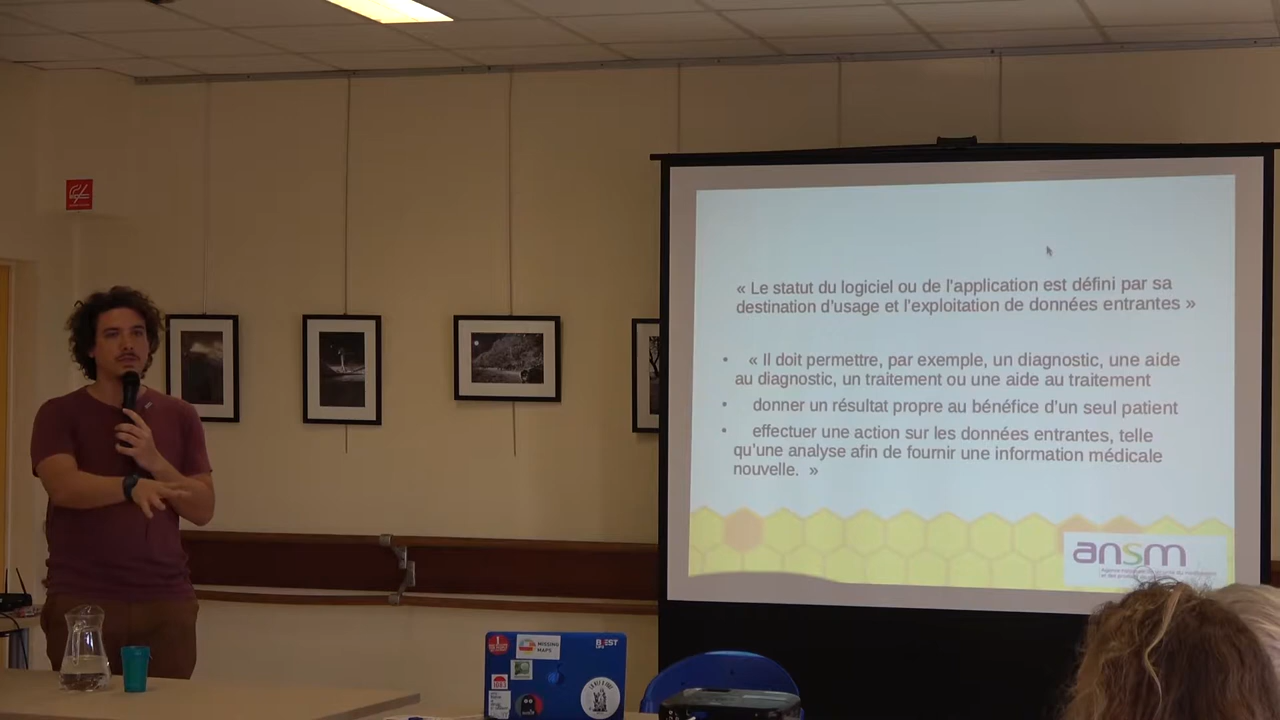 « Le statut du logiciel ou de l'application est défini par sa
destination d'usage et l'exploitation de données entrantes »
• « Il doit permettre, par exemple, un diagnostic, une aide
au diagnostic, un traitement ou une aide au traitement
• donner un résultat propre au bénéfice d'un seul patient
• effectuer une action sur les données entrantes, telle
qu'une analyse afin de fournir une information médicale
nouvelle. »
ansm
MISSING
MAPS